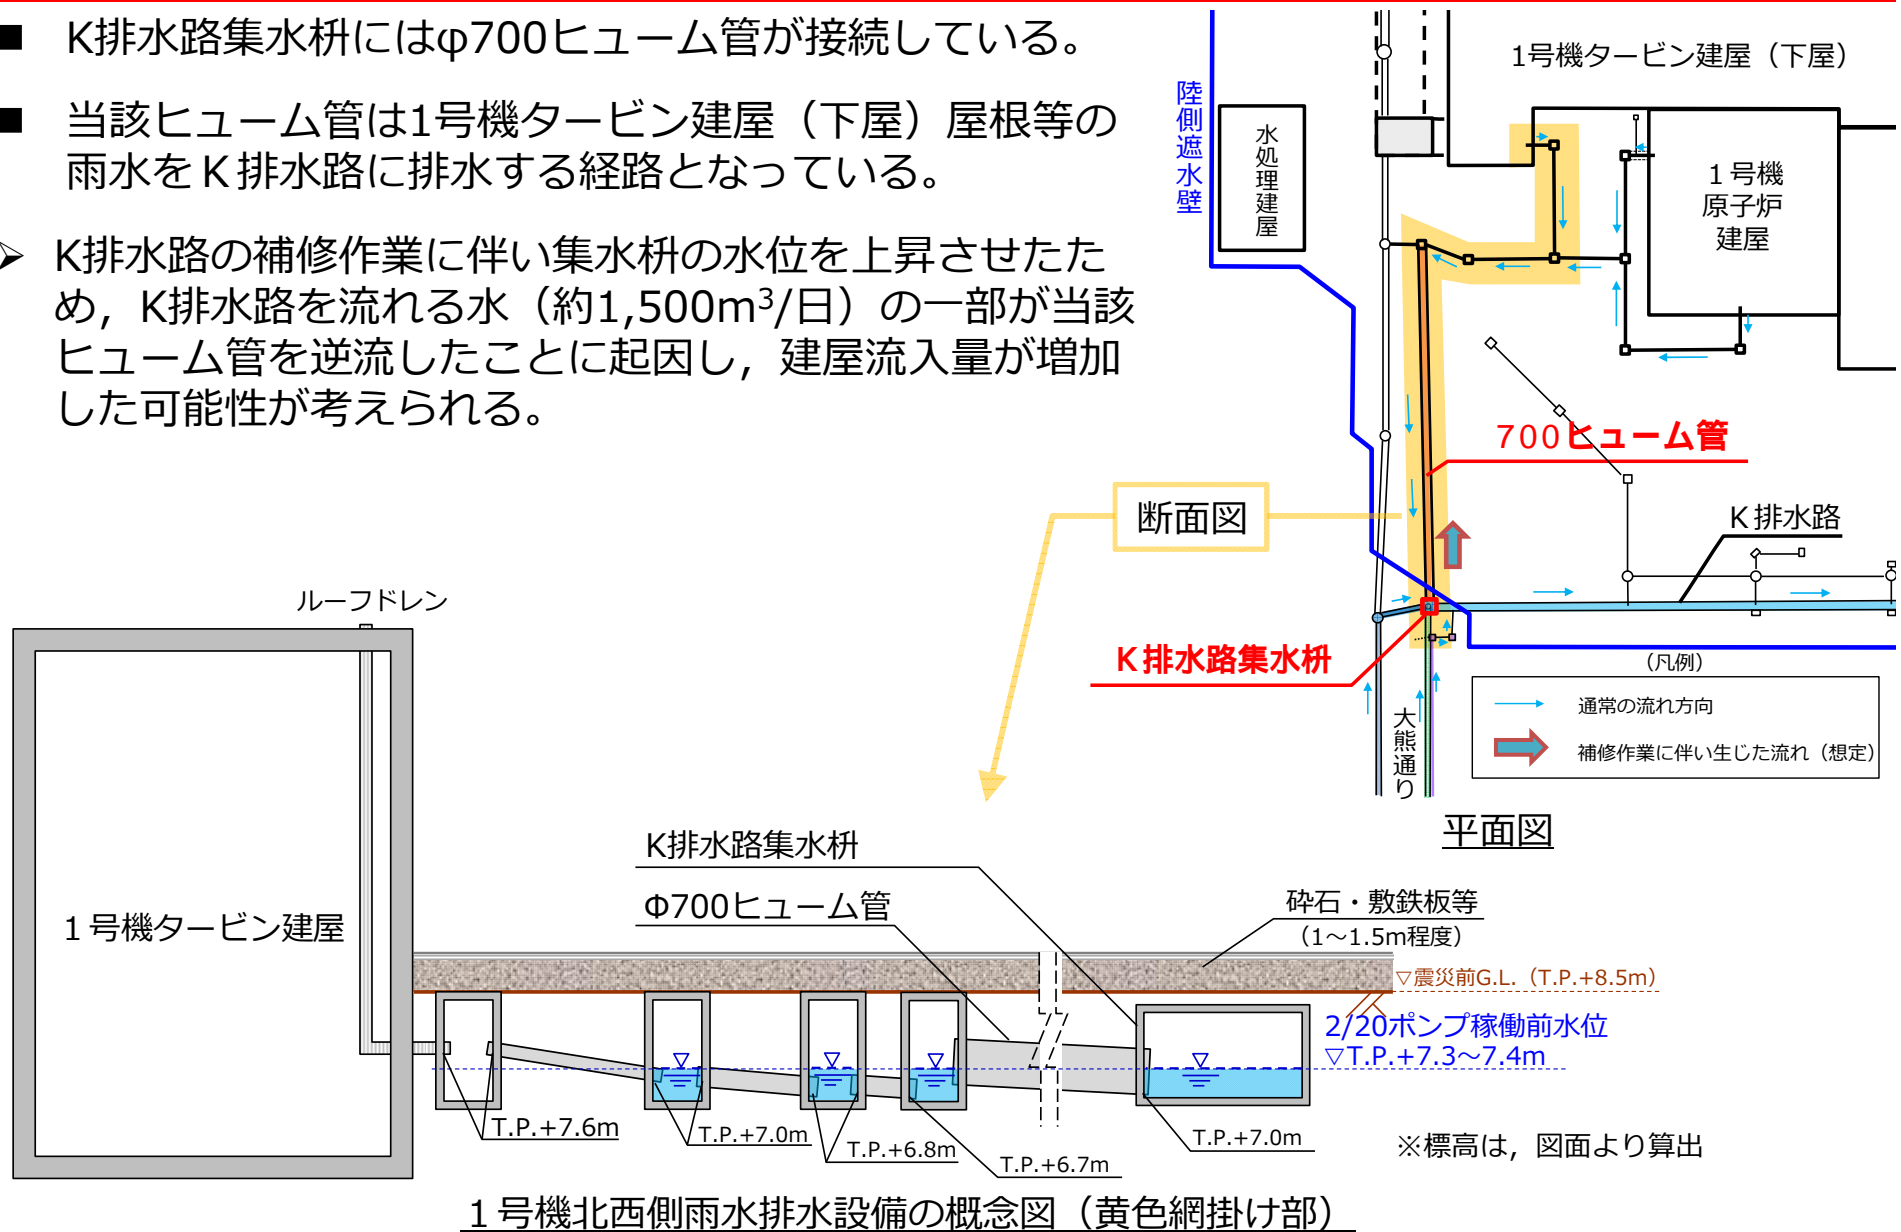 ■ K排水路集水枡にはφ700ヒューム管が接続している。
■ 当該ヒューム管は1号機タービン建屋（下屋）屋根等の
雨水をＫ排水路に排水する経路となっている。
➢ K排水路の補修作業に伴い集水枡の水位を上昇させたた
め，K排水路を流れる水（約1,500m³/日）の一部が当該
ヒューム管を逆流したことに起因し，建屋流入量が増加
した可能性が考えられる。
1号機タービン建屋（下屋）
陸側遮水壁
水処理建屋
１号機
原子炉
建屋
700ヒューム管
断面図
Ｋ排水路
Ｋ排水路集水枡
大熊通り
（凡例）
通常の流れ方向
補修作業に伴い生じた流れ（想定）
平面図
ルーフドレン
１号機タービン建屋
K排水路集水枡
Φ700ヒューム管
砕石・敷鉄板等
（1～1.5m程度）
▽震災前G.L.（T.P.+8.5m）
2/20ポンプ稼働前水位
▽T.P.+7.3～7.4m
T.P.+7.6m
T.P.+7.0m
T.P.+6.8m
T.P.+6.7m
T.P.+7.0m
※標高は，図面より算出
１号機北西側雨水排水設備の概念図（黄色網掛け部）